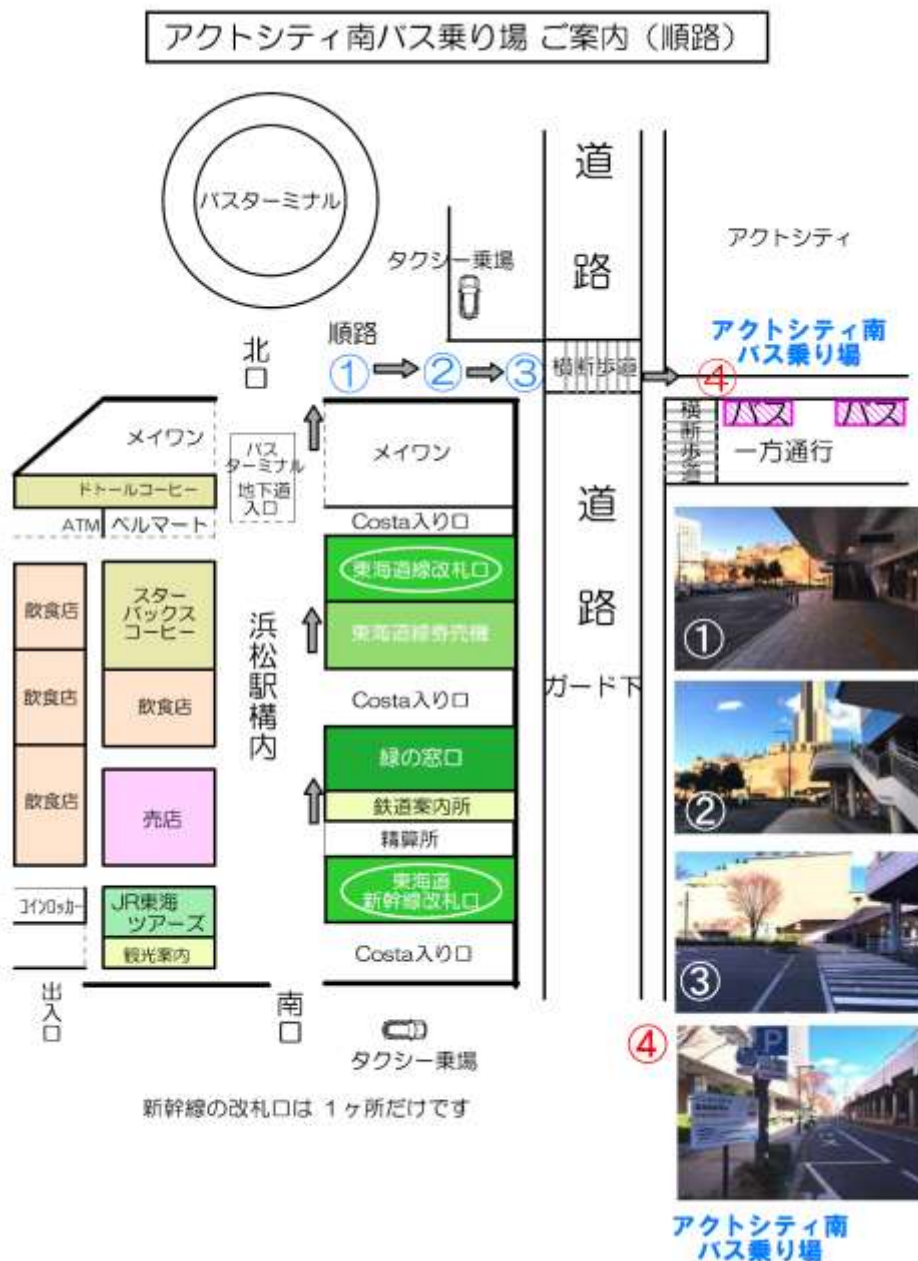 アクトシティ南バス乗り場 ご案内（順路）
バスターミナル
道路
アクトシティ
タクシー乗場
アクトシティ南
バス乗り場
北口
順路
① ② ③ 横断歩道 ④
メイワン
バス
ターミナル
地下道
入口
メイワン
横断歩道
バス バス
一方通行
ドトールコーヒー
ATM ベルマート
Costa入り口
道路
東海道線改札口
飲食店
スター
バックス
コーヒー
浜松駅構内
東海道線券売機
①
飲食店
飲食店
Costa入り口
ガード下
緑の窓口
②
飲食店
売店
鉄道案内所
精算所
東海道
新幹線改札口
コインロッカー
JR東海
ツアーズ
観光案内
Costa入り口
③
出入口
南口
タクシー乗場
④
P
新幹線の改札口は 1ヶ所だけです
アクトシティ南
バス乗り場